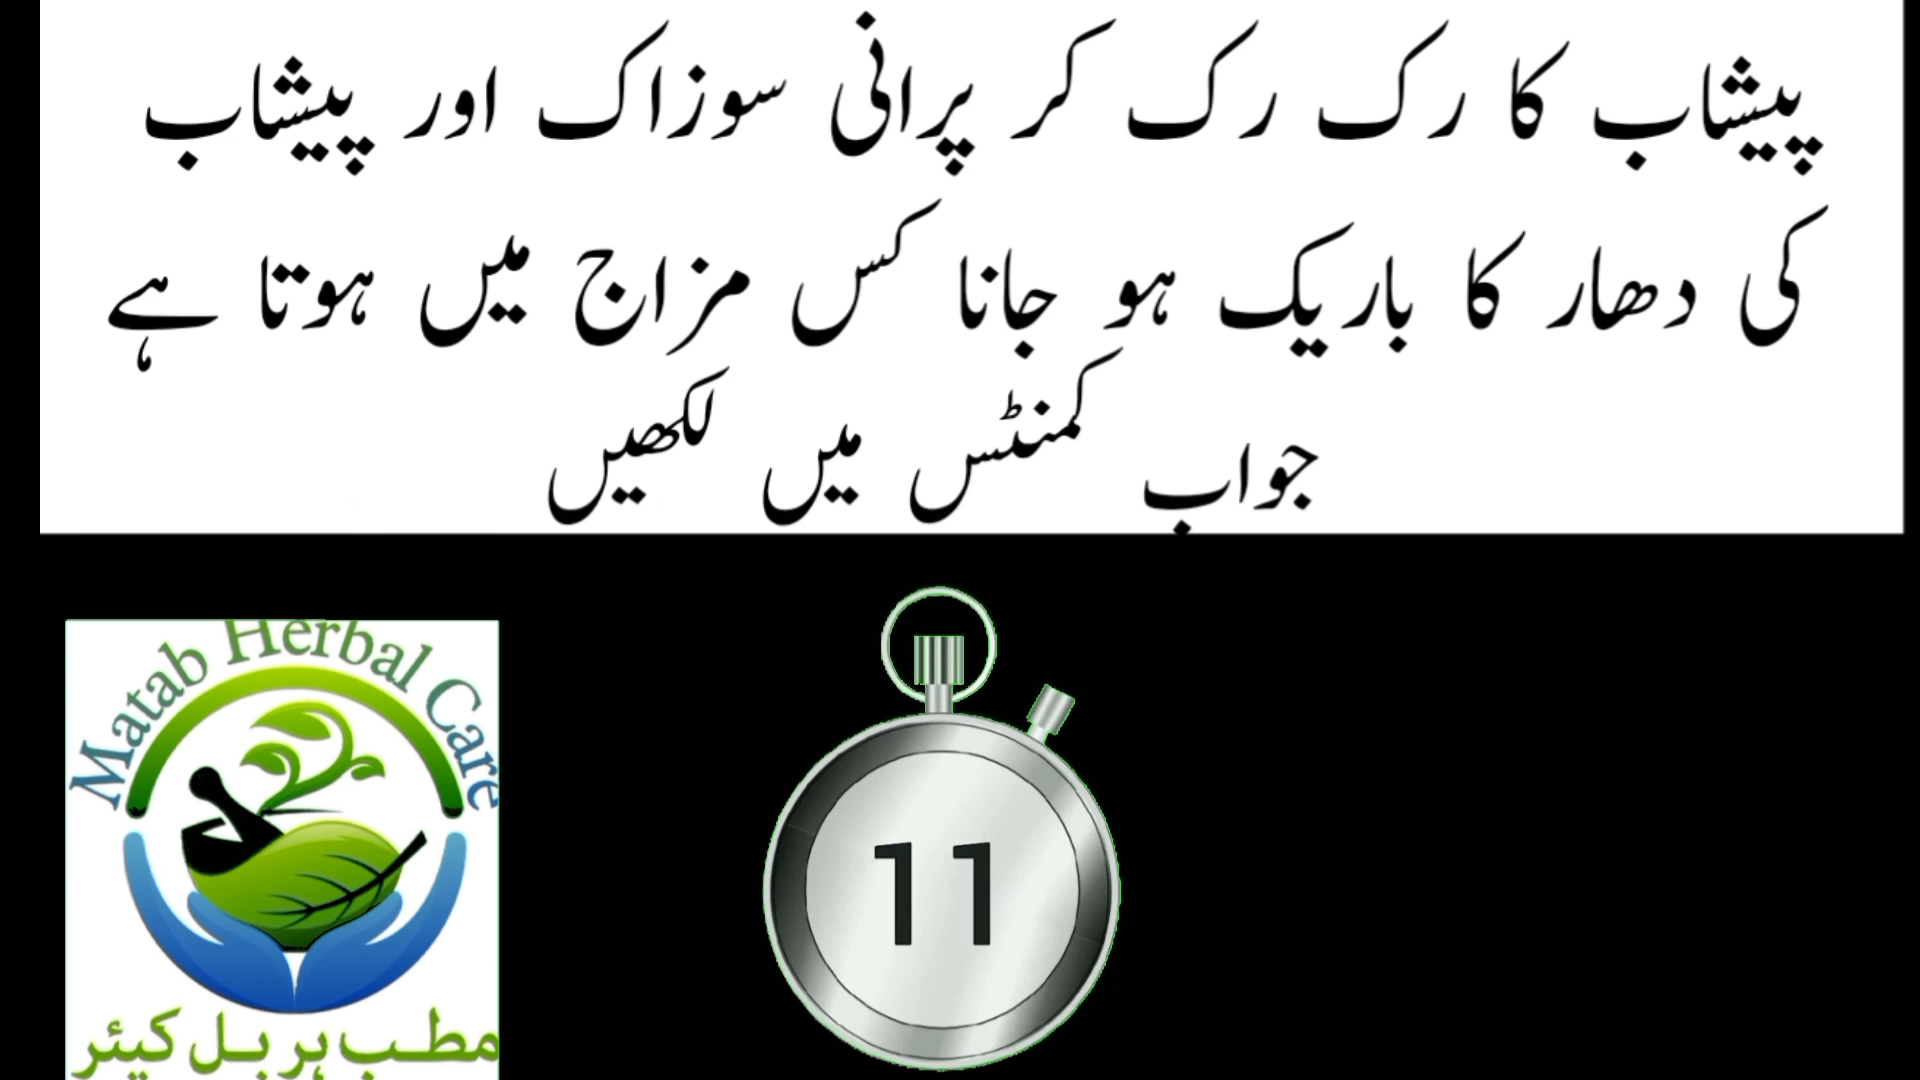 پیشاب کا رک رک کر پرانی سوزاک اور پیشاب
کی دھار کا باریک ہو جانا کس مزاج میں ہوتا ہے
جواب کمنٹس میں لکھیں
Matab Herbal Care
11
مطب ہربل کیئر